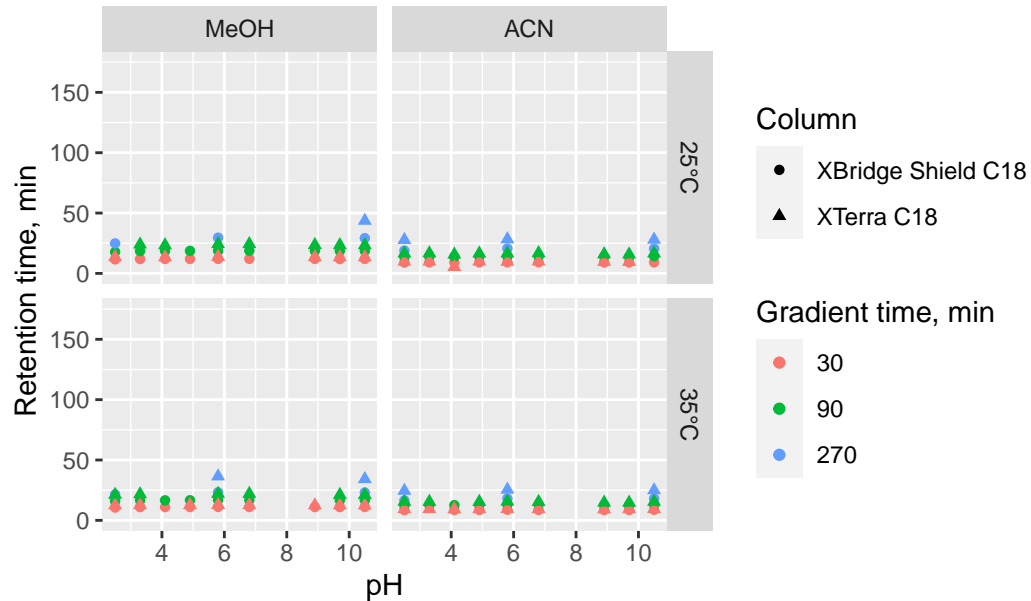 MeOH ACN
Retention time, min
150
100
50
0
25°C
150
100
50
0
35°C
4 6 8 10 4 6 8 10
pH
Column
XBridge Shield C18
XTerra C18
Gradient time, min
30
90
270